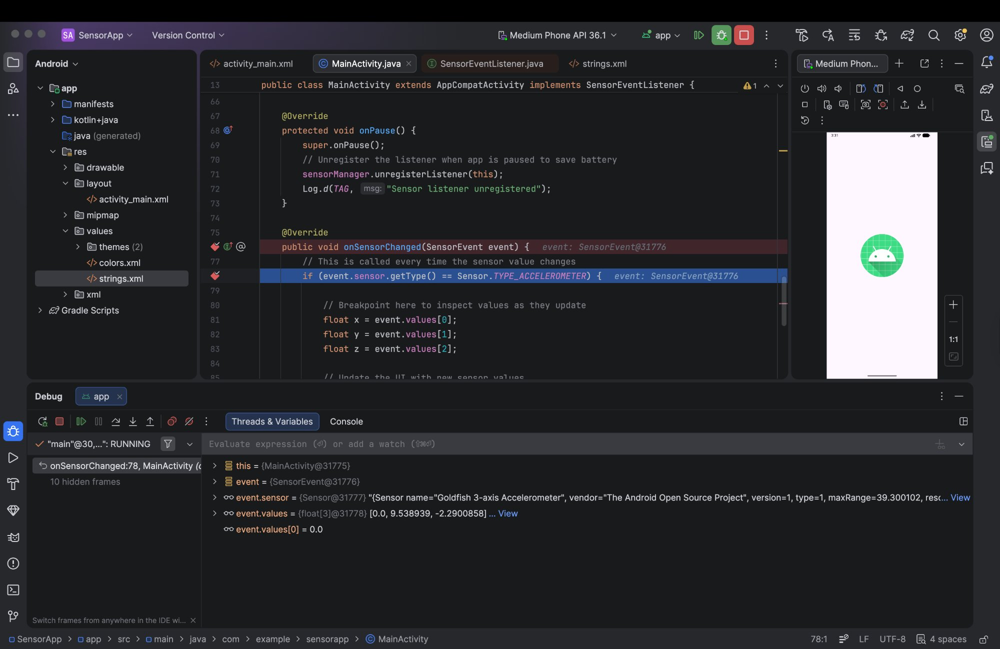 SA SensorApp Version Control Medium Phone API 36.1 app
Android
activity_main.xml MainActivity.java SensorEventListener.java strings.xml
Medium Phon...
app
manifests
kotlin+java
java (generated)
res
drawable
layout
activity_main.xml
mipmap
values
themes (2)
colors.xml
strings.xml
xml
Gradle Scripts
13 public class MainActivity extends AppCompatActivity implements SensorEventListener { 1
66
67 @Override
68 protected void onPause() {
69 super.onPause();
70 // Unregister the listener when app is paused to save battery
71 sensorManager.unregisterListener(this);
72 Log.d(TAG, msg: "Sensor listener unregistered");
73 }
74
75 @Override
public void onSensorChanged(SensorEvent event) { event: SensorEvent@31776
77 // This is called every time the sensor value changes
if (event.sensor.getType() == Sensor.TYPE_ACCELEROMETER) { event: SensorEvent@31776
79
80 // Breakpoint here to inspect values as they update
81 float x = event.values[0];
82 float y = event.values[1];
83 float z = event.values[2];
84
85 // Update the UI with new sensor values
3:31
1:1
Debug app
Threads & Variables Console
"main"@30,...": RUNNING
Evaluate expression (⏎) or add a watch (⇧⌘⏎)
onSensorChanged:78, MainActivity (c
10 hidden frames
this = {MainActivity@31775}
event = {SensorEvent@31776}
event.sensor = {Sensor@31777} "{Sensor name="Goldfish 3-axis Accelerometer", vendor="The Android Open Source Project", version=1, type=1, maxRange=39.300102, reso... View
event.values = {float[3]@31778} [0.0, 9.538939, -2.2900858] ... View
event.values[0] = 0.0
Switch frames from anywhere in the IDE wi...
SensorApp > app > src > main > java > com > example > sensorapp > MainActivity
78:1 LF UTF-8 4 spaces